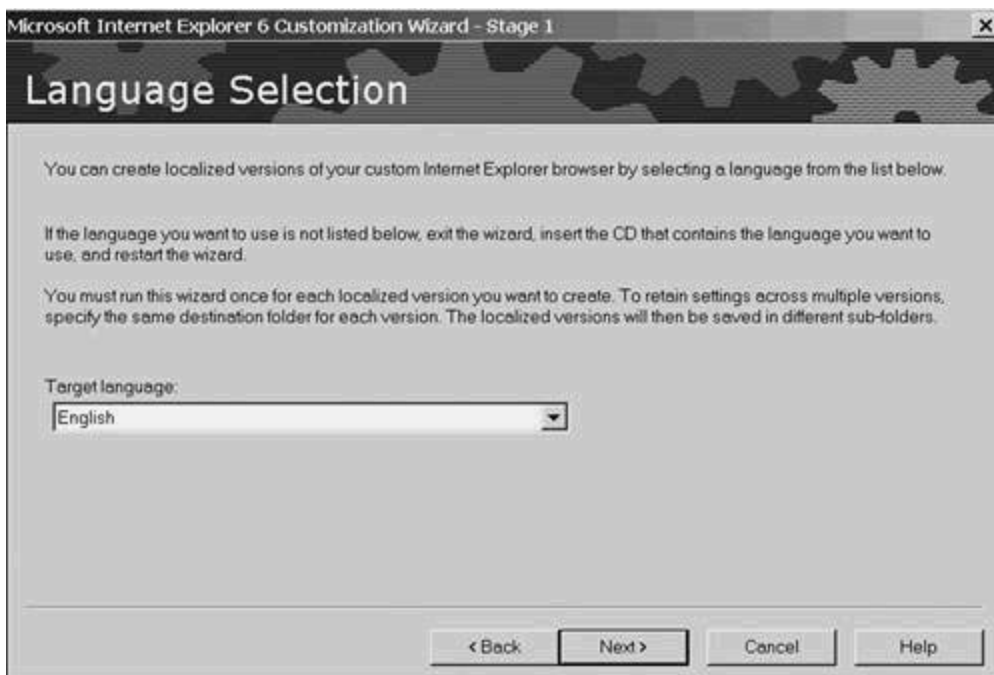 Microsoft Internet Explorer 6 Customization Wizard - Stage 1
Language Selection
You can create localized versions of your custom Internet Explorer browser by selecting a language from the list below.
If the language you want to use is not listed below, exit the wizard, insert the CD that contains the language you want to
use, and restart the wizard.
You must run this wizard once for each localized version you want to create. To retain settings across multiple versions,
specify the same destination folder for each version. The localized versions will then be saved in different sub-folders.
Target language:
English
< Back
Next >
Cancel
Help